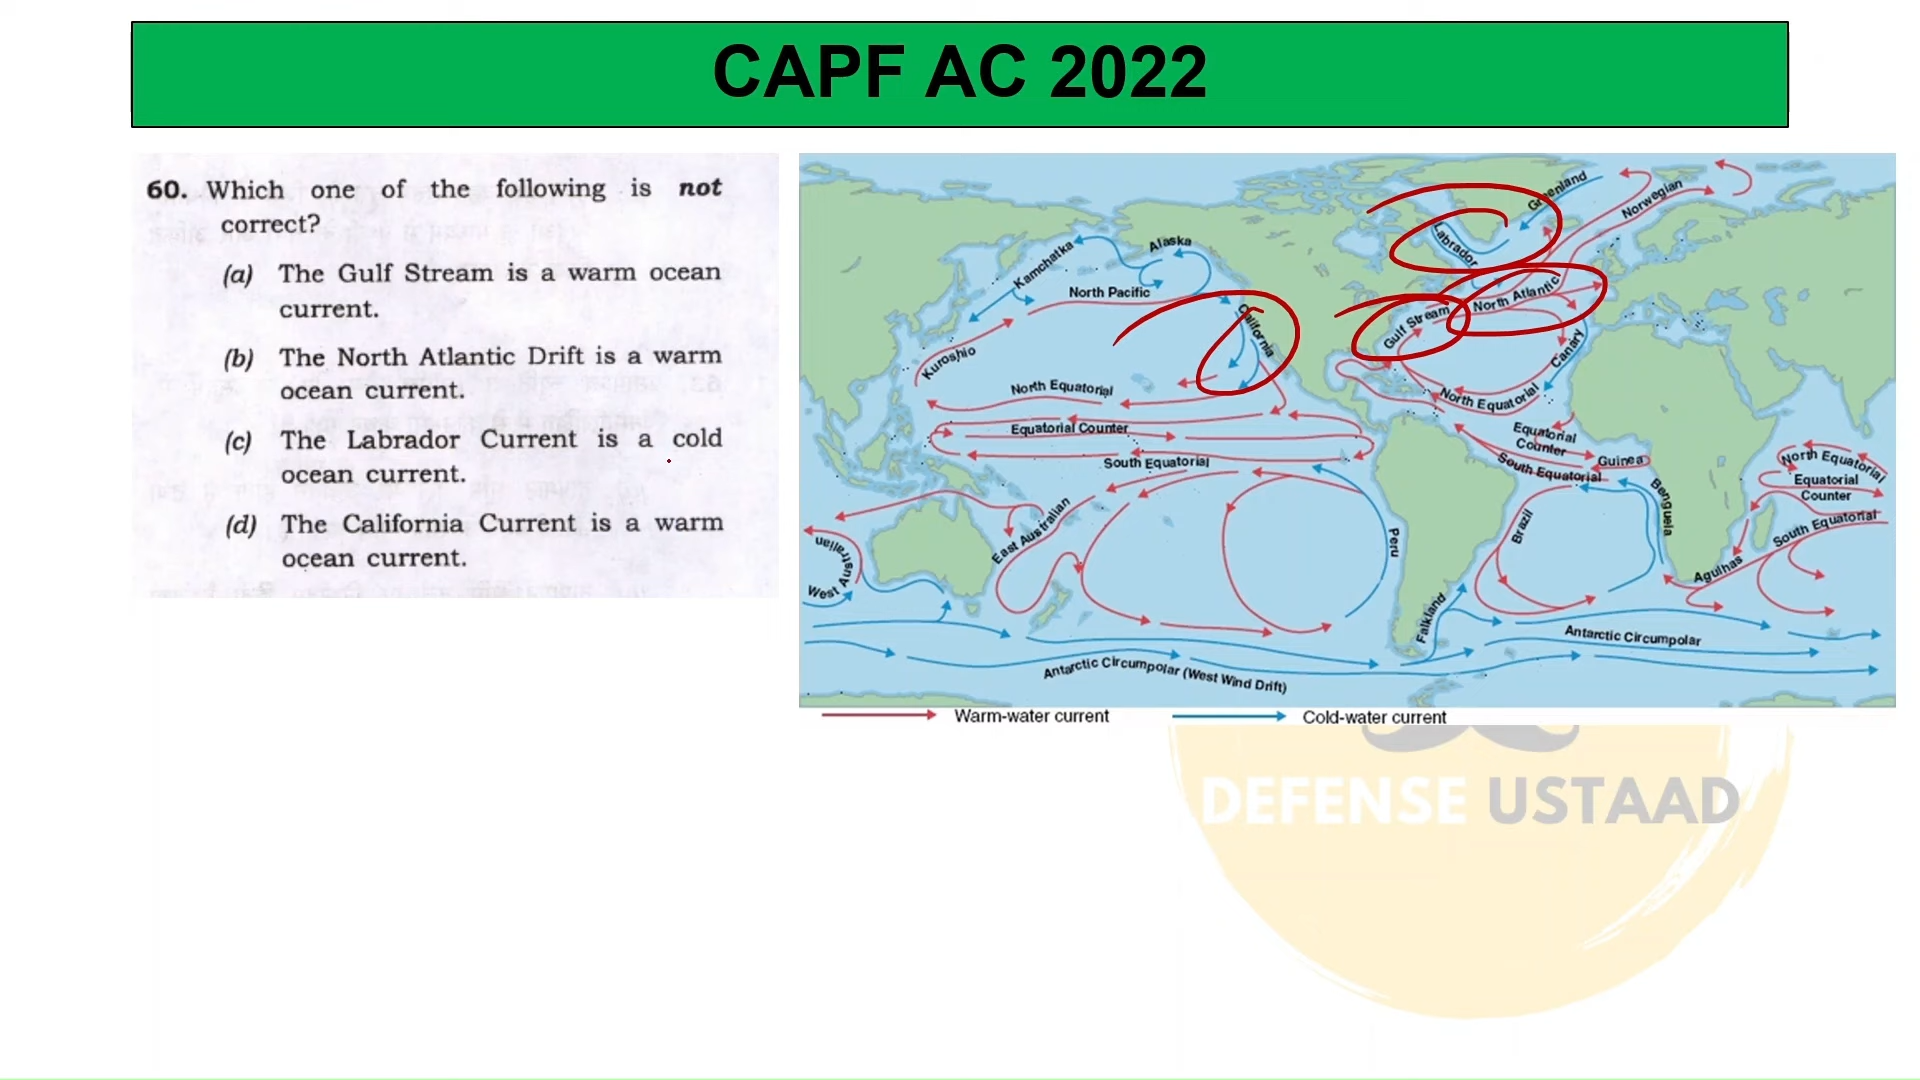 CAPF AC 2022
60. Which one of the following is not
correct?
(a) The Gulf Stream is a warm ocean
current.
(b) The North Atlantic Drift is a warm
ocean current.
(c) The Labrador Current is a cold
ocean current.
(d) The California Current is a warm
ocean current.
Greenland
Norwegian
Labrador
Alaska
Kamchatka
North Pacific
North Atlantic
Gulf Stream
California
Canary
Kuroshio
North Equatorial
North Equatorial
Equatorial Counter
Equatorial
Counter
Guinea
South Equatorial
South Equatorial
North Equatorial
Equatorial
Counter
South Equatorial
Benguela
East Australian
Peru
Brazil
Agulhas
West Australian
Falkland
Antarctic Circumpolar
Antarctic Circumpolar (West Wind Drift)
Warm-water current
Cold-water current
DEFENSE USTAAD